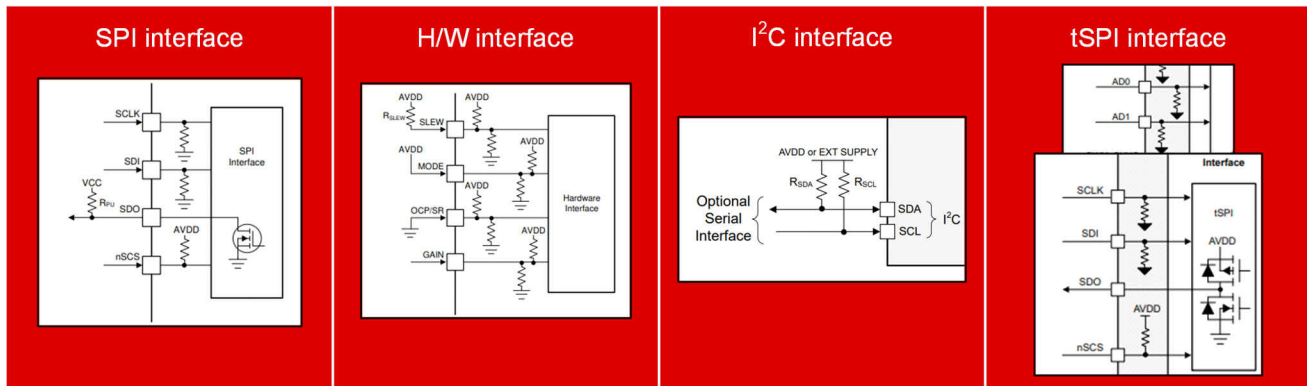 SPI interface
SCLK
SDI
VCC
RPU
SDO
AVDD
nSCS
SPI
Interface
H/W interface
AVDD
AVDD
RSLEW
SLEW
AVDD
AVDD
MODE
AVDD
OCP/SR
AVDD
GAIN
Hardware
Interface
I²C interface
AVDD or EXT SUPPLY
RSDA
RSCL
Optional
Serial
Interface
SDA
SCL
I²C
tSPI interface
AD0
AD1
Interface
SCLK
tSPI
SDI
AVDD
SDO
AVDD
nSCS